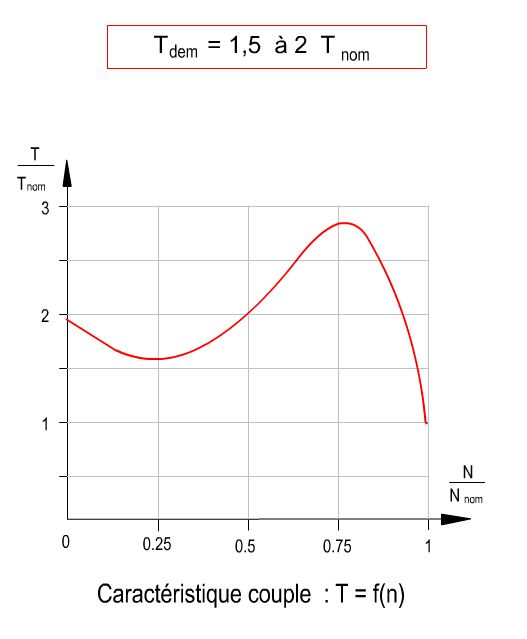 T dem = 1,5 à 2 T nom
T
T nom
3
2
1
N
N nom
0 0.25 0.5 0.75 1
Caractéristique couple : T = f(n)